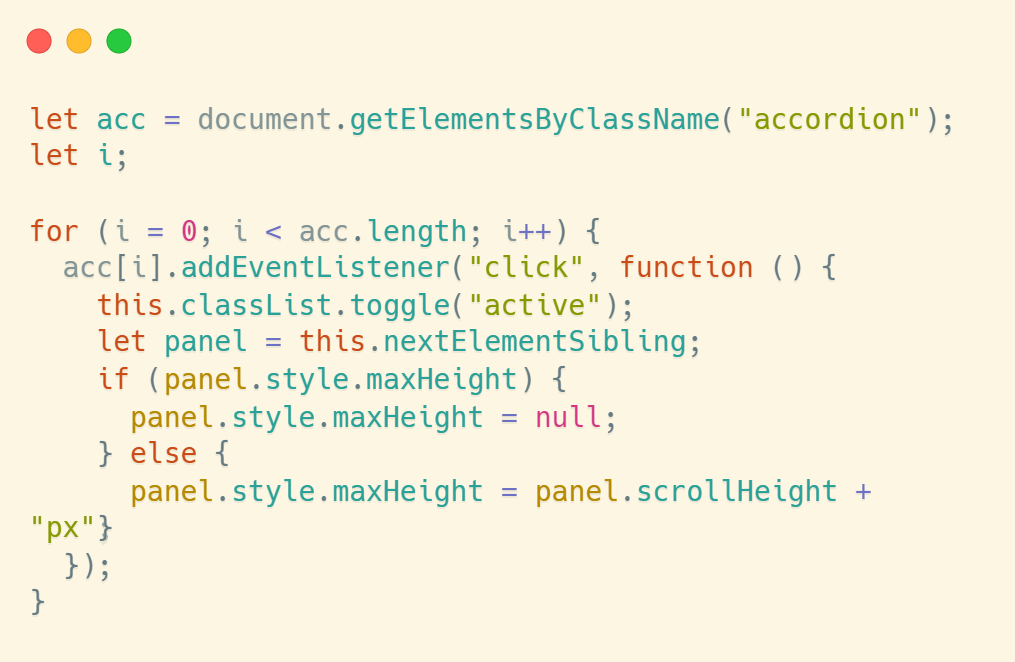 let acc = document.getElementsByClassName("accordion");
let i;

for (i = 0; i < acc.length; i++) {
  acc[i].addEventListener("click", function () {
    this.classList.toggle("active");
    let panel = this.nextElementSibling;
    if (panel.style.maxHeight) {
      panel.style.maxHeight = null;
    } else {
      panel.style.maxHeight = panel.scrollHeight +
"px"}
  });
}